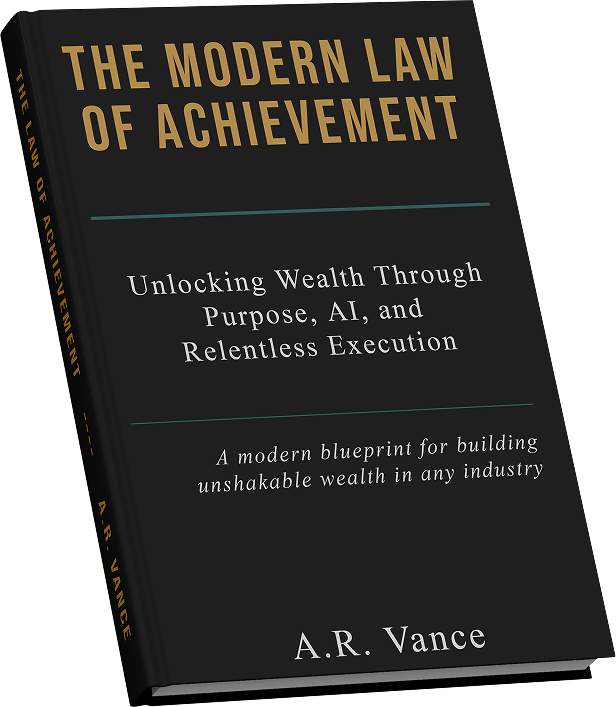 THE MODERN LAW
OF ACHIEVEMENT
Unlocking Wealth Through
Purpose, AI, and
Relentless Execution
A modern blueprint for building
unshakable wealth in any industry
A.R. Vance
THE LAW OF ACHIEVEMENT ---- A.R. VANCE